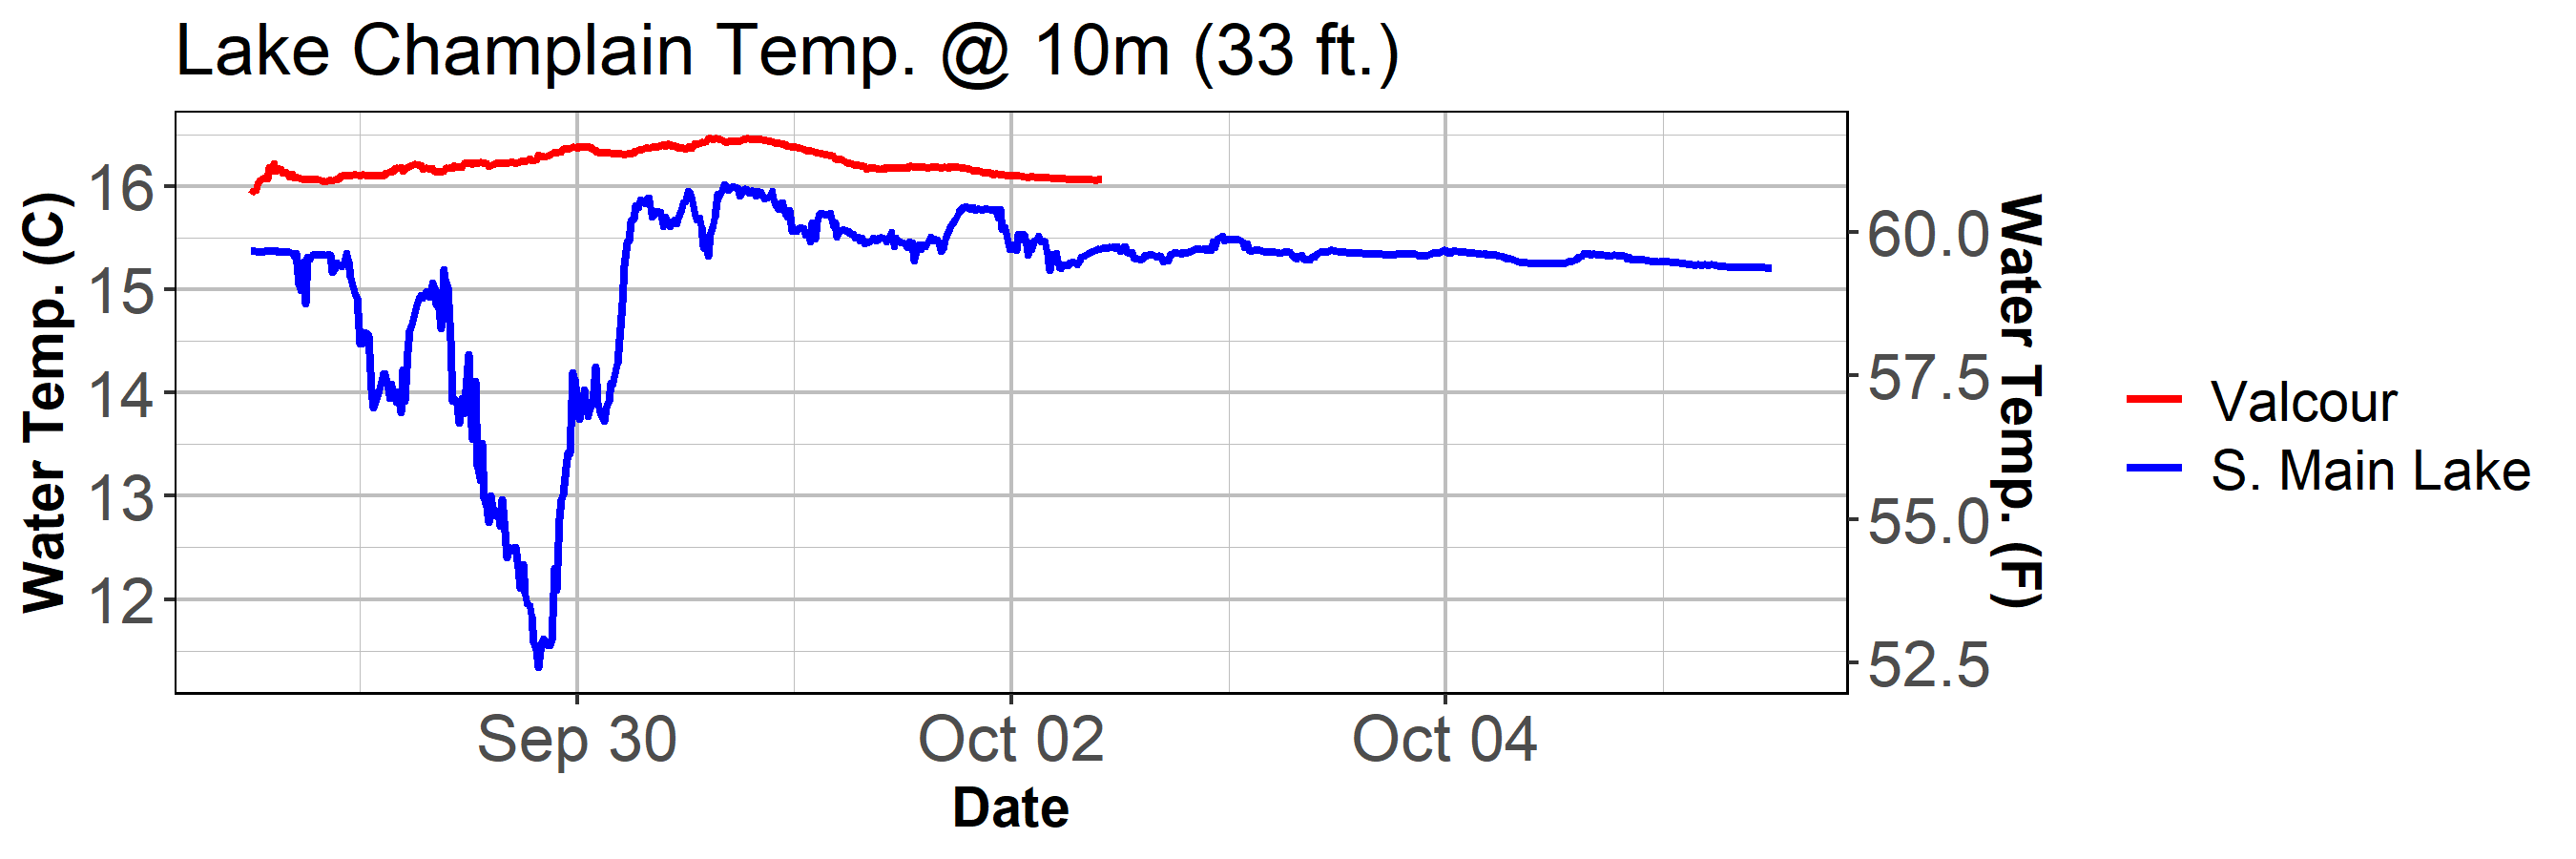 Lake Champlain Temp. @ 10m (33 ft.)
Water Temp. (C)
16
15
14
13
12
60.0
57.5
55.0
52.5
Water Temp. (F)
Sep 30
Oct 02
Oct 04
Date
Valcour
S. Main Lake